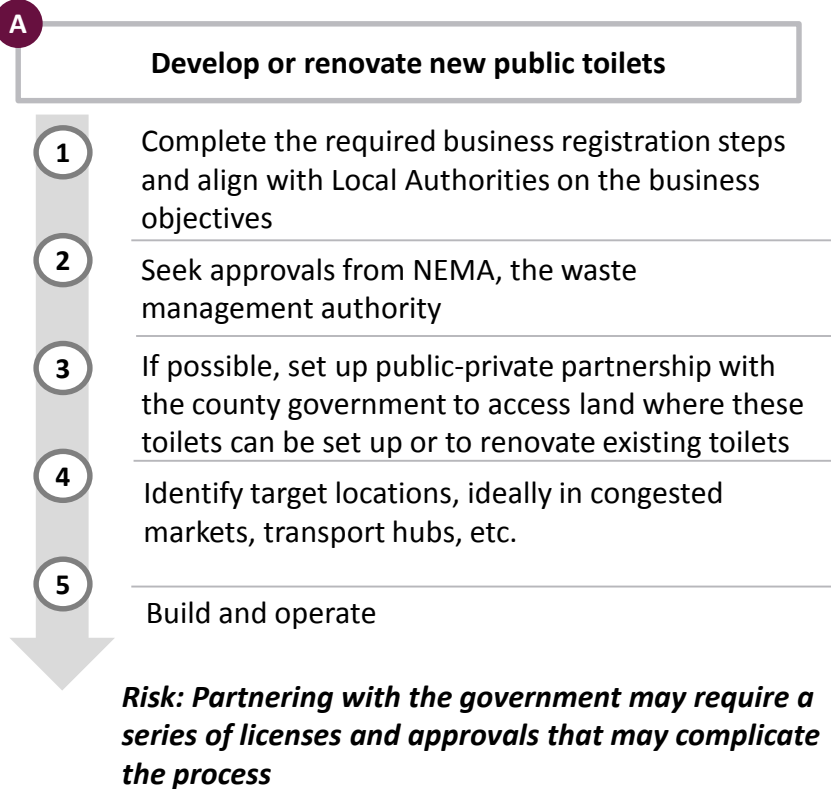 A
Develop or renovate new public toilets
1
Complete the required business registration steps
and align with Local Authorities on the business
objectives
2
Seek approvals from NEMA, the waste
management authority
3
If possible, set up public-private partnership with
the county government to access land where these
toilets can be set up or to renovate existing toilets
4
Identify target locations, ideally in congested
markets, transport hubs, etc.
5
Build and operate
Risk: Partnering with the government may require a
series of licenses and approvals that may complicate
the process